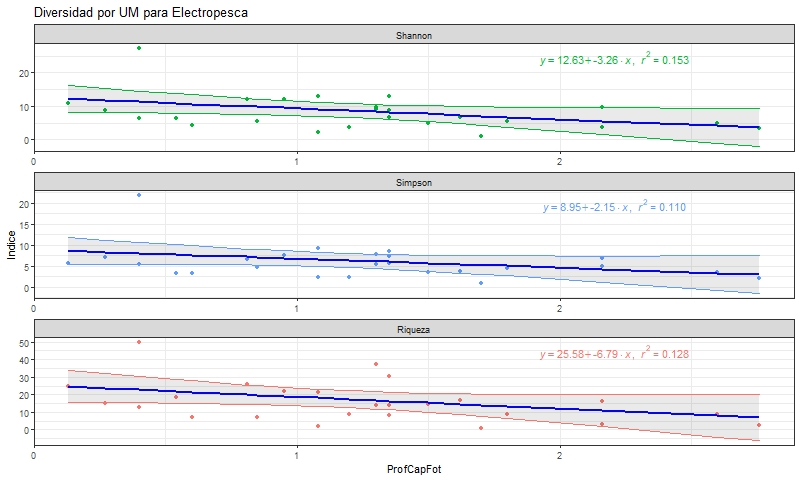 Diversidad por UM para Electropesca
Shannon
y = 12.63+ -3.26 · x, r² = 0.153
20
10
0
0 1 2
Simpson
y = 8.95+ -2.15 · x, r² = 0.110
20
15
10
5
0
0 1 2
Indice
Riqueza
y = 25.58+ -6.79 · x, r² = 0.128
50
40
30
20
10
0
0 1 2
ProfCapFot